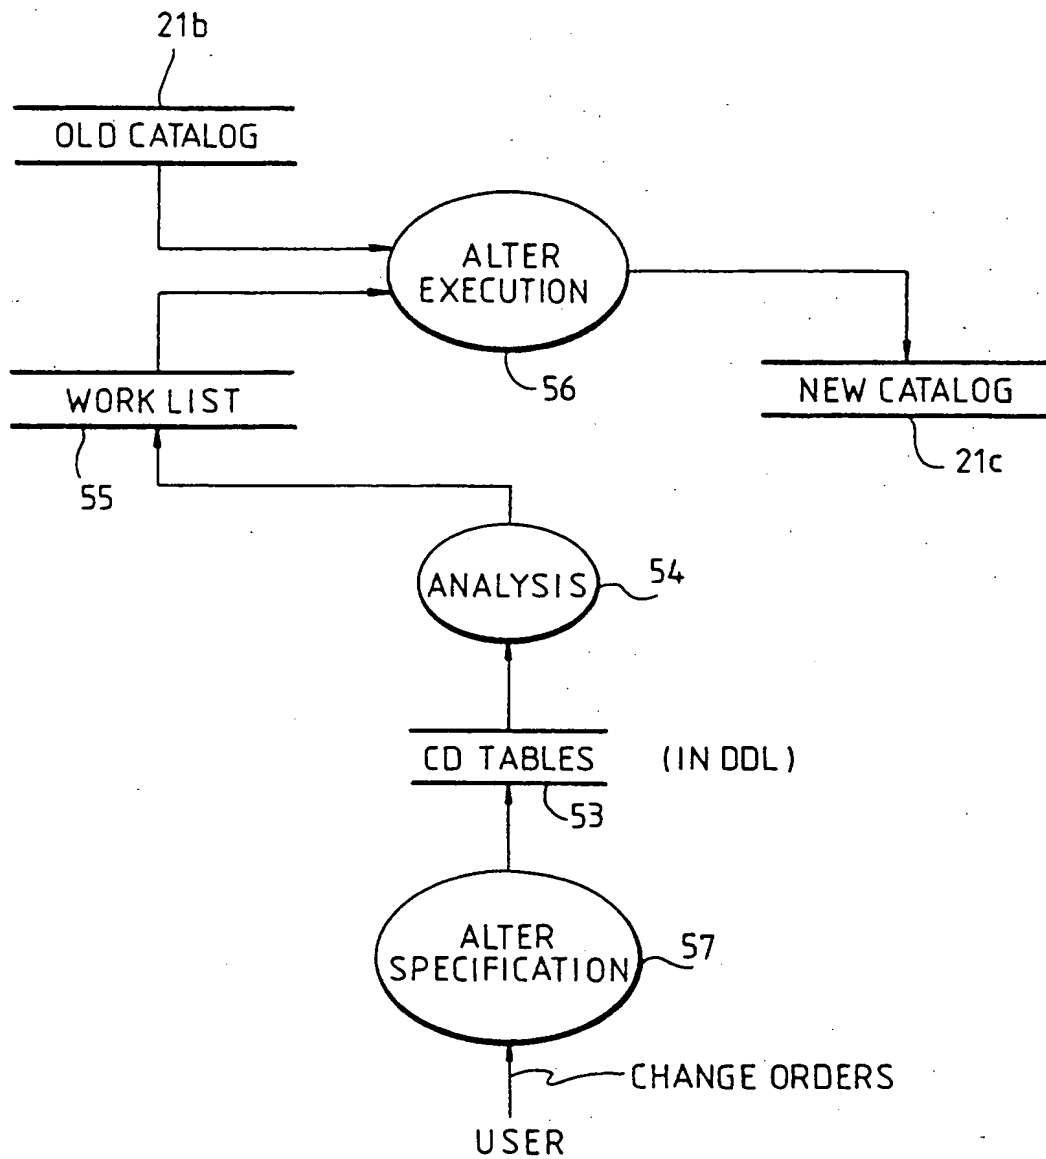 21b
OLD CATALOG
ALTER
EXECUTION
56
WORK LIST
55
NEW CATALOG
21c
ANALYSIS
54
CD TABLES (IN DDL)
53
ALTER
SPECIFICATION
57
CHANGE ORDERS
USER